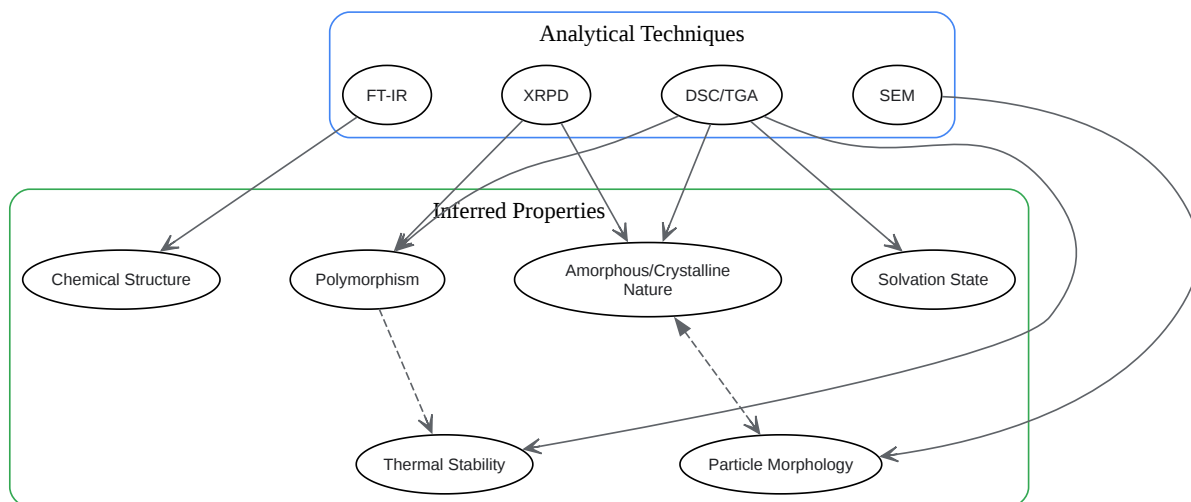 Analytical Techniques
FT-IR
XRPD
DSC/TGA
SEM
Inferred Properties
Chemical Structure
Polymorphism
Amorphous/Crystalline
Nature
Solvation State
Thermal Stability
Particle Morphology